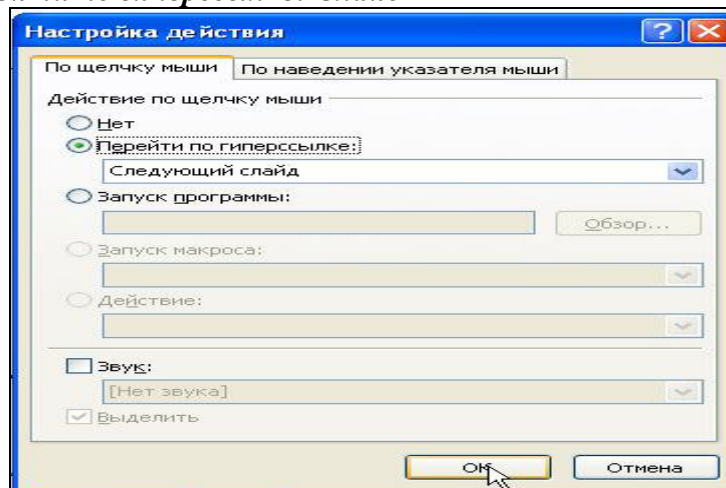 Настройка действия
По щелчку мыши По наведении указателя мыши
Действие по щелчку мыши
Нет
Перейти по гиперссылке:
Следующий слайд
Запуск программы:
Обзор...
Запуск макроса:
Действие:
Звук:
[Нет звука]
Выделить
ОК Отмена